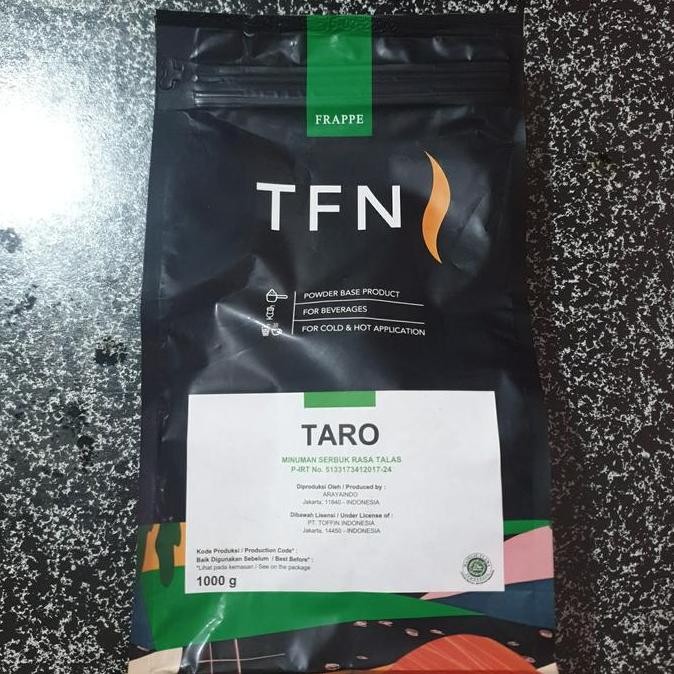 FRAPPE
TFN
POWDER BASE PRODUCT
FOR BEVERAGES
FOR COLD & HOT APPLICATION
TARO
MINUMAN SERBUK RASA TALAS
P-IRT No. 5133173412017-24
Diproduksi Oleh / Produced by :
ARAYAINDO
Jakarta, 11640 - INDONESIA
Dibawah Lisensi / Under License of :
PT. TOFFIN INDONESIA
Jakarta, 14450 - INDONESIA
Kode Produksi / Production Code* :
Baik Digunakan Sebelum / Best Before* :
*Lihat pada kemasan / See on the package
1000 g